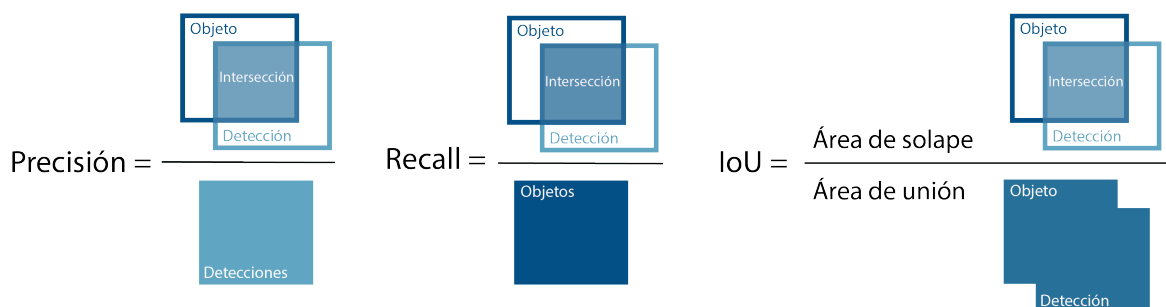 Objeto
Intersección
Detección
Precisión =
Detecciones
Objeto
Intersección
Detección
Recall =
Objetos
Objeto
Intersección
Detección
IoU =
Área de solape
Área de unión
Objeto
Detección